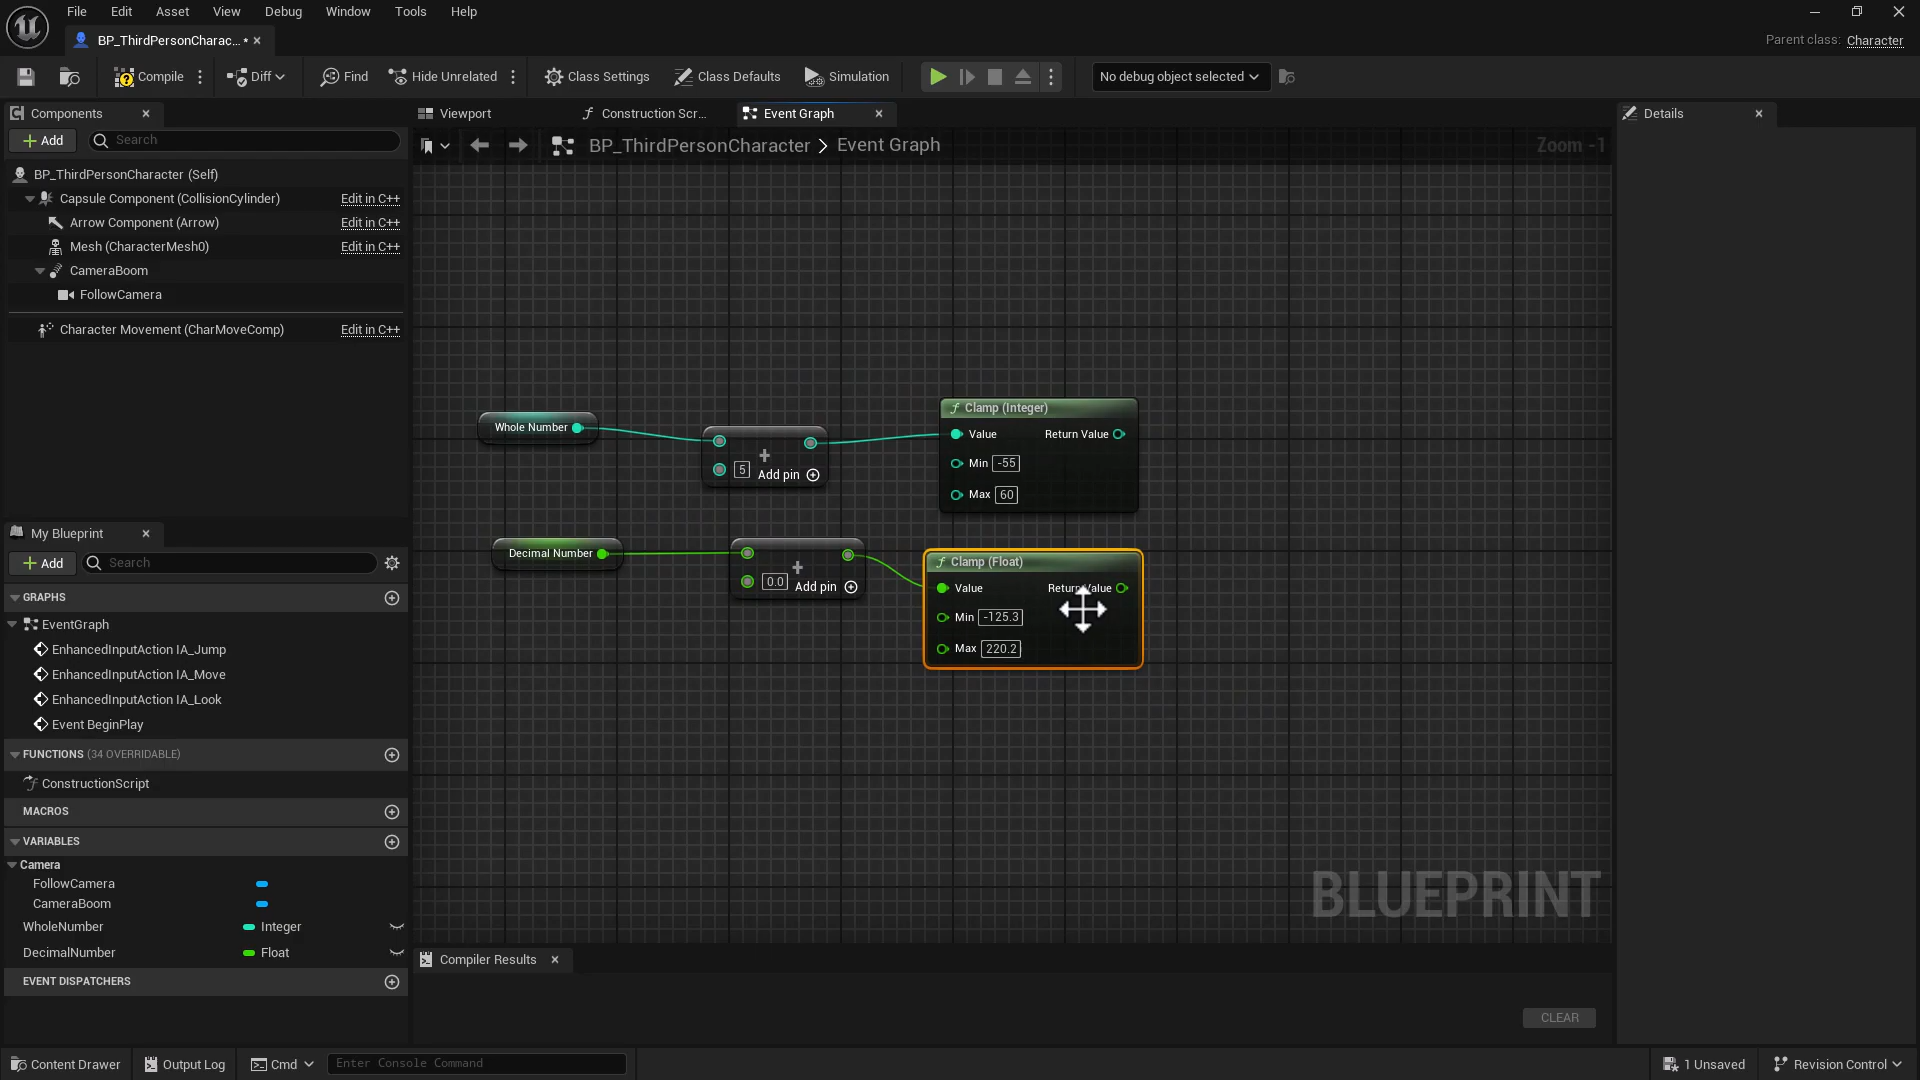 File Edit Asset View Debug Window Tools Help
BP_ThirdPersonCharac... •
Parent class: Character
Compile Diff Find Hide Unrelated Class Settings Class Defaults Simulation No debug object selected
Components
Viewport Construction Scr... Event Graph
Details
Add Search
BP_ThirdPersonCharacter > Event Graph
Zoom -1
BP_ThirdPersonCharacter (Self)
Capsule Component (CollisionCylinder) Edit in C++
Arrow Component (Arrow) Edit in C++
Mesh (CharacterMesh0) Edit in C++
CameraBoom
FollowCamera
Character Movement (CharMoveComp) Edit in C++
Whole Number
5 Add pin
Clamp (Integer)
Value Return Value
Min -55
Max 60
Decimal Number
0.0 Add pin
Clamp (Float)
Value Return Value
Min -125.3
Max 220.2
My Blueprint
Add Search
GRAPHS
EventGraph
EnhancedInputAction IA_Jump
EnhancedInputAction IA_Move
EnhancedInputAction IA_Look
Event BeginPlay
FUNCTIONS (34 OVERRIDABLE)
ConstructionScript
MACROS
VARIABLES
Camera
FollowCamera
CameraBoom
WholeNumber Integer
DecimalNumber Float
EVENT DISPATCHERS
BLUEPRINT
Compiler Results
CLEAR
Content Drawer Output Log Cmd Enter Console Command
1 Unsaved Revision Control